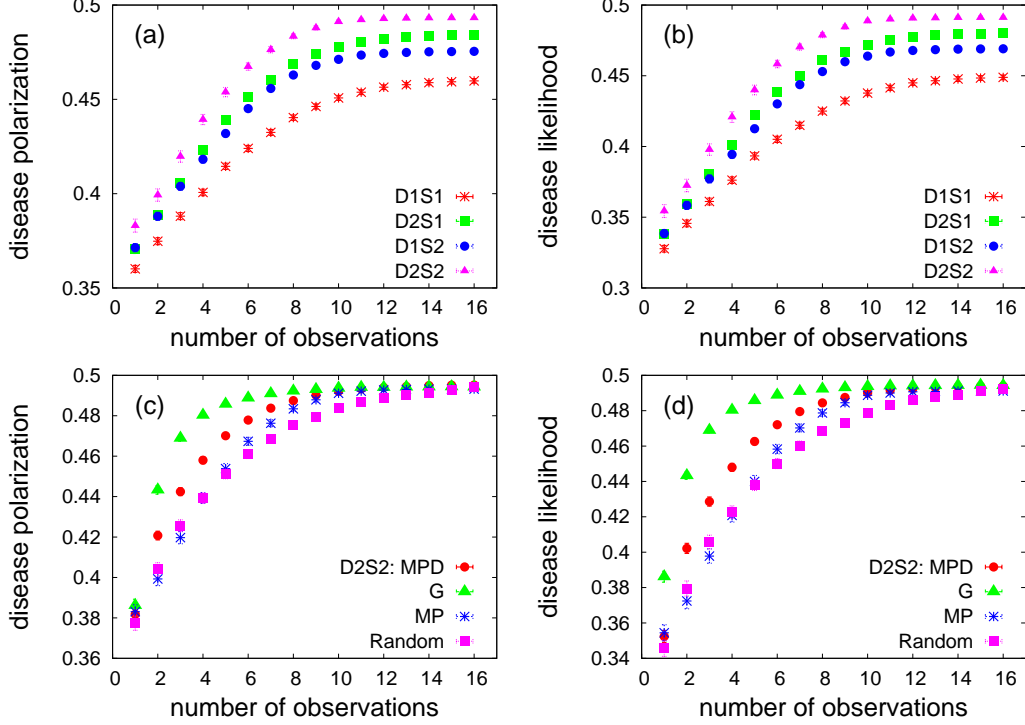 (a)
disease polarization
0.45
0.4
0.35
D1S1
D2S1
D1S2
D2S2
0 2 4 6 8 10 12 14 16
number of observations
(b)
disease likelihood
0.45
0.4
0.35
0.3
D1S1
D2S1
D1S2
D2S2
0 2 4 6 8 10 12 14 16
number of observations
(c)
disease polarization
0.5
0.48
0.46
0.44
0.42
0.4
0.38
0.36
D2S2: MPD
G
MP
Random
0 2 4 6 8 10 12 14 16
number of observations
(d)
disease likelihood
0.5
0.48
0.46
0.44
0.42
0.4
0.38
0.36
0.34
D2S2: MPD
G
MP
Random
0 2 4 6 8 10 12 14 16
number of observations